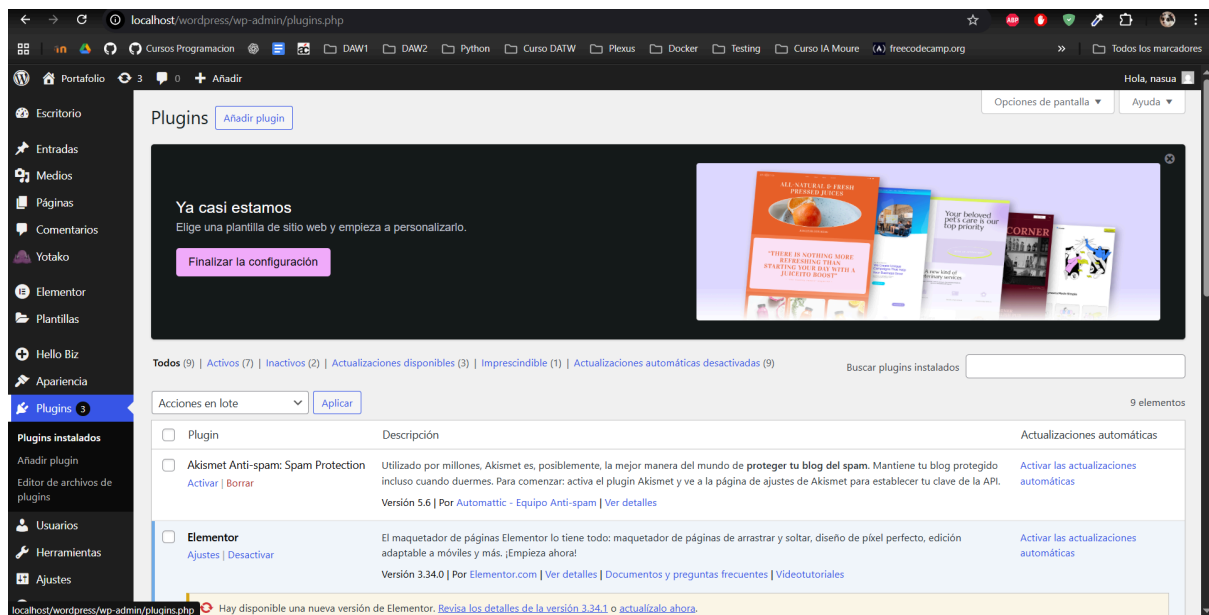 localhost/wordpress/wp-admin/plugins.php
in Cursos Programacion DAW1 DAW2 Python Curso DATW Plexus Docker Testing Curso IA Moure (A) freecodecamp.org » Todos los marcadores
Portafolio 3 0 + Añadir Hola, nasua
Opciones de pantalla ▼ Ayuda ▼
Escritorio
Entradas
Medios
Páginas
Comentarios
Yotako
Elementor
Plantillas
Hello Biz
Apariencia
Plugins 3
Plugins instalados
Añadir plugin
Editor de archivos de
plugins
Usuarios
Herramientas
Ajustes
localhost/wordpress/wp-admin/plugins.php
Plugins Añadir plugin
Ya casi estamos
Elige una plantilla de sitio web y empieza a personalizarlo.
Finalizar la configuración
ALL-NATURAL & FRESH
PRESSED JUICES
"THERE IS NOTHING MORE
REFRESHING THAN
STARTING YOUR DAY WITH A
JUICEITO BOOST"
Your beloved
pet's care is our
top priority
A new kind of
CORNER
Todos (9) | Activos (7) | Inactivos (2) | Actualizaciones disponibles (3) | Imprescindible (1) | Actualizaciones automáticas desactivadas (9)
Buscar plugins instalados
Acciones en lote Aplicar 9 elementos
Plugin Descripción Actualizaciones automáticas
Akismet Anti-spam: Spam Protection
Activar | Borrar
Utilizado por millones, Akismet es, posiblemente, la mejor manera del mundo de proteger tu blog del spam. Mantiene tu blog protegido
incluso cuando duermes. Para comenzar: activa el plugin Akismet y ve a la página de ajustes de Akismet para establecer tu clave de la API.
Versión 5.6 | Por Automattic - Equipo Anti-spam | Ver detalles
Activar las actualizaciones
automáticas
Elementor
Ajustes | Desactivar
El maquetador de páginas Elementor lo tiene todo: maquetador de páginas de arrastrar y soltar, diseño de píxel perfecto, edición
adaptable a móviles y más. ¡Empieza ahora!
Versión 3.34.0 | Por Elementor.com | Ver detalles | Documentos y preguntas frecuentes | Videotutoriales
Activar las actualizaciones
automáticas
Hay disponible una nueva versión de Elementor. Revisa los detalles de la versión 3.34.1 o actualízalo ahora.